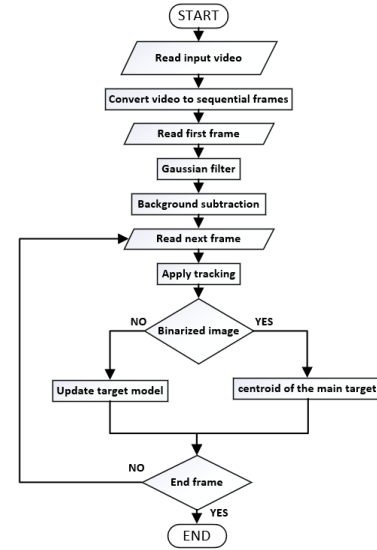 START
Read input video
Convert video to sequential frames
Read first frame
Gaussian filter
Background subtraction
Read next frame
Apply tracking
NO
YES
Binarized image
Update target model
centroid of the main target
NO
End frame
YES
END